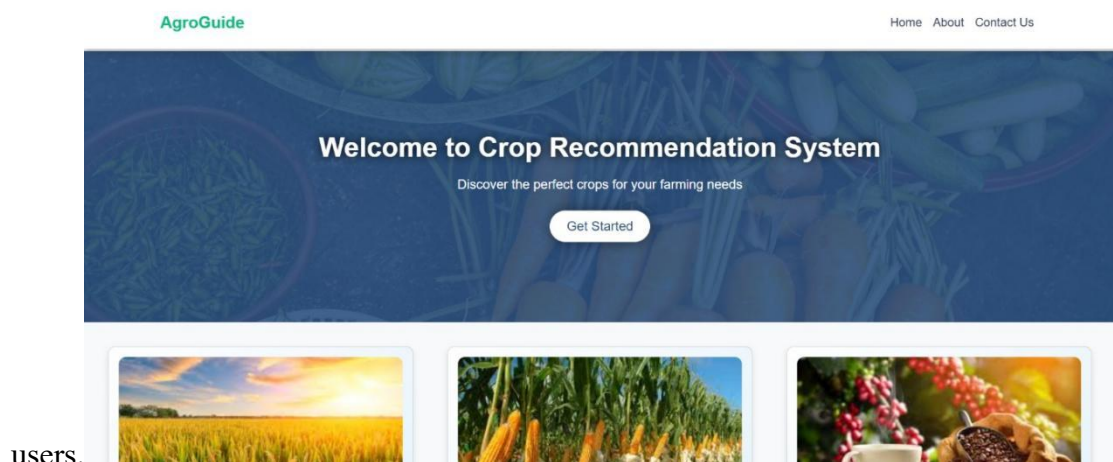 AgroGuide
Home About Contact Us
Welcome to Crop Recommendation System
Discover the perfect crops for your farming needs
Get Started
users.